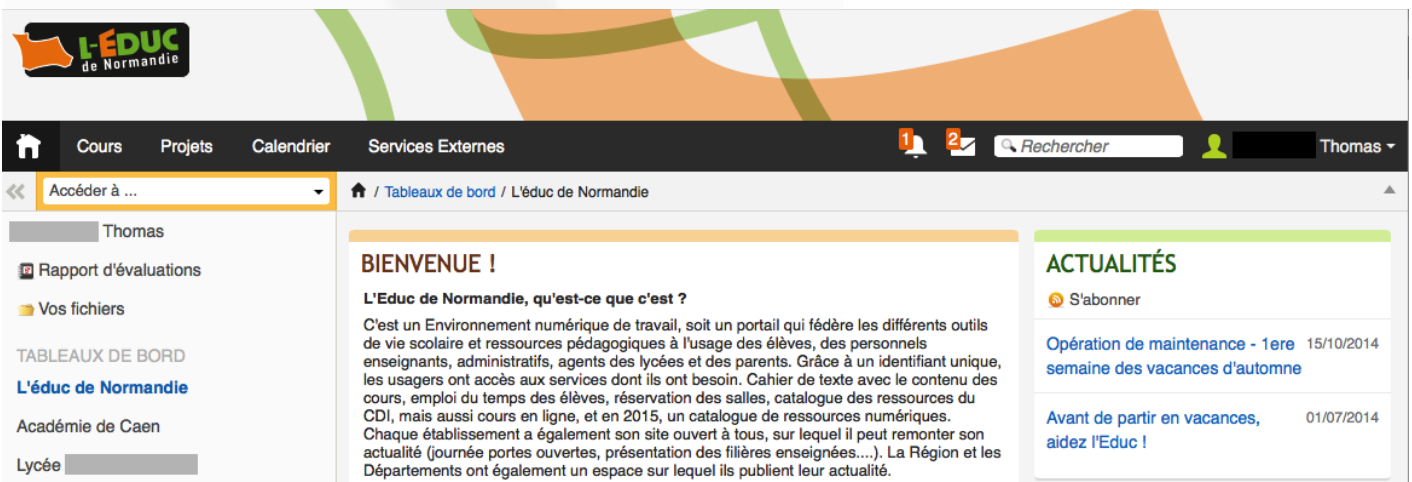 L-ÉDUC
de Normandie
Cours Projets Calendrier Services Externes 1 2 Rechercher Thomas
Accéder à ...
/ Tableaux de bord / L'éduc de Normandie
Thomas
Rapport d'évaluations
Vos fichiers
TABLEAUX DE BORD
L'éduc de Normandie
Académie de Caen
Lycée
BIENVENUE !
L'Educ de Normandie, qu'est-ce que c'est ?
C'est un Environnement numérique de travail, soit un portail qui fédère les différents outils
de vie scolaire et ressources pédagogiques à l'usage des élèves, des personnels
enseignants, administratifs, agents des lycées et des parents. Grâce à un identifiant unique,
les usagers ont accès aux services dont ils ont besoin. Cahier de texte avec le contenu des
cours, emploi du temps des élèves, réservation des salles, catalogue des ressources du
CDI, mais aussi cours en ligne, et en 2015, un catalogue de ressources numériques.
Chaque établissement a également son site ouvert à tous, sur lequel il peut remonter son
actualité (journée portes ouvertes, présentation des filières enseignées....). La Région et les
Départements ont également un espace sur lequel ils publient leur actualité.
ACTUALITÉS
S'abonner
Opération de maintenance - 1ere 15/10/2014
semaine des vacances d'automne
Avant de partir en vacances, 01/07/2014
aidez l'Educ !